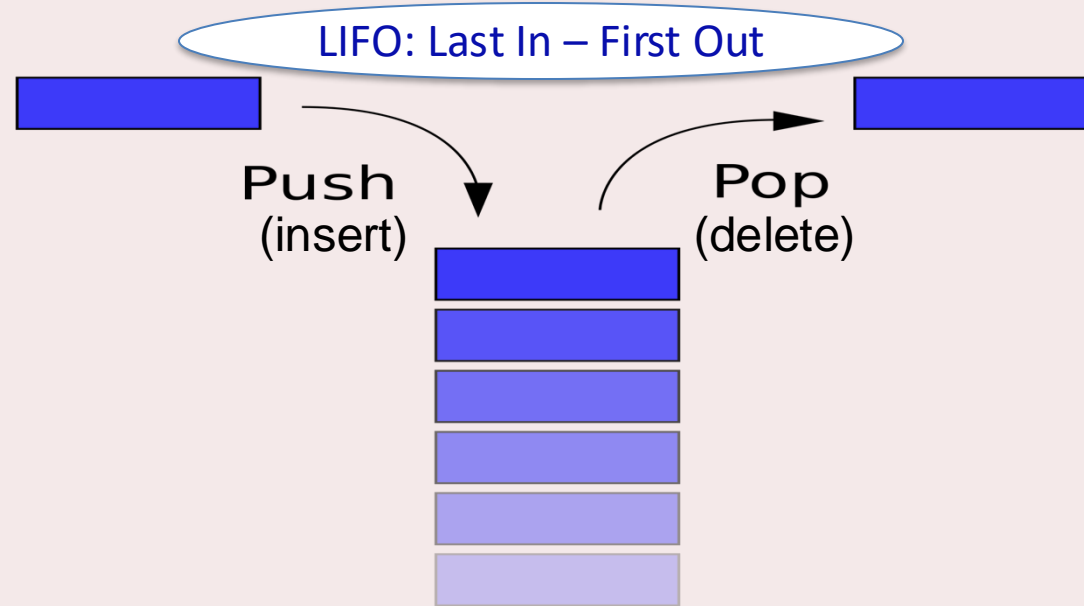 LIFO: Last In – First Out
Push
(insert)
Pop
(delete)